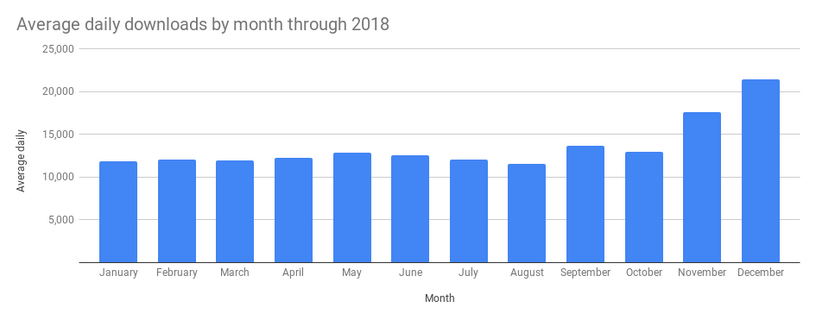 Average daily downloads by month through 2018
25,000
20,000
15,000
10,000
5,000
Average daily
January February March April May June July August September October November December
Month